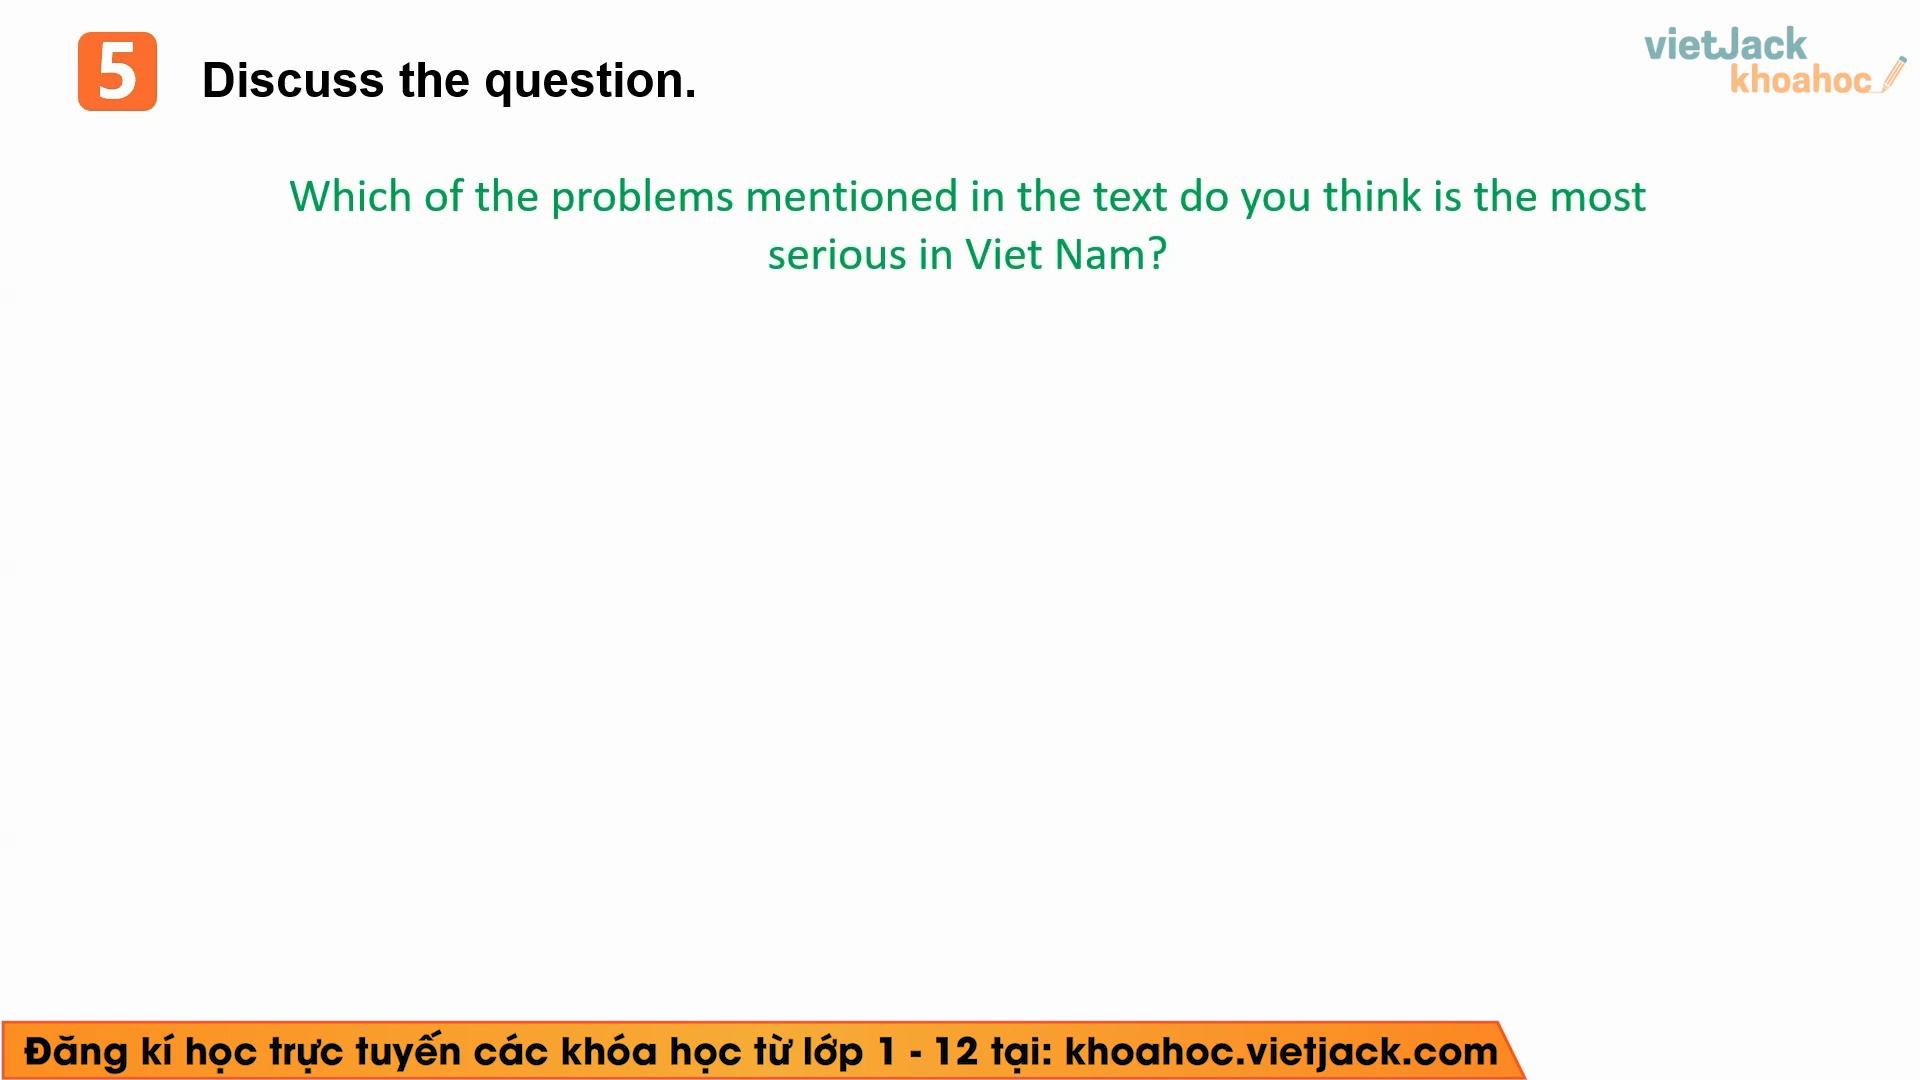 5 Discuss the question.
vietJack
khoahoc
Which of the problems mentioned in the text do you think is the most
serious in Viet Nam?
Đăng kí học trực tuyến các khóa học từ lớp 1 - 12 tại: khoahoc.vietjack.com